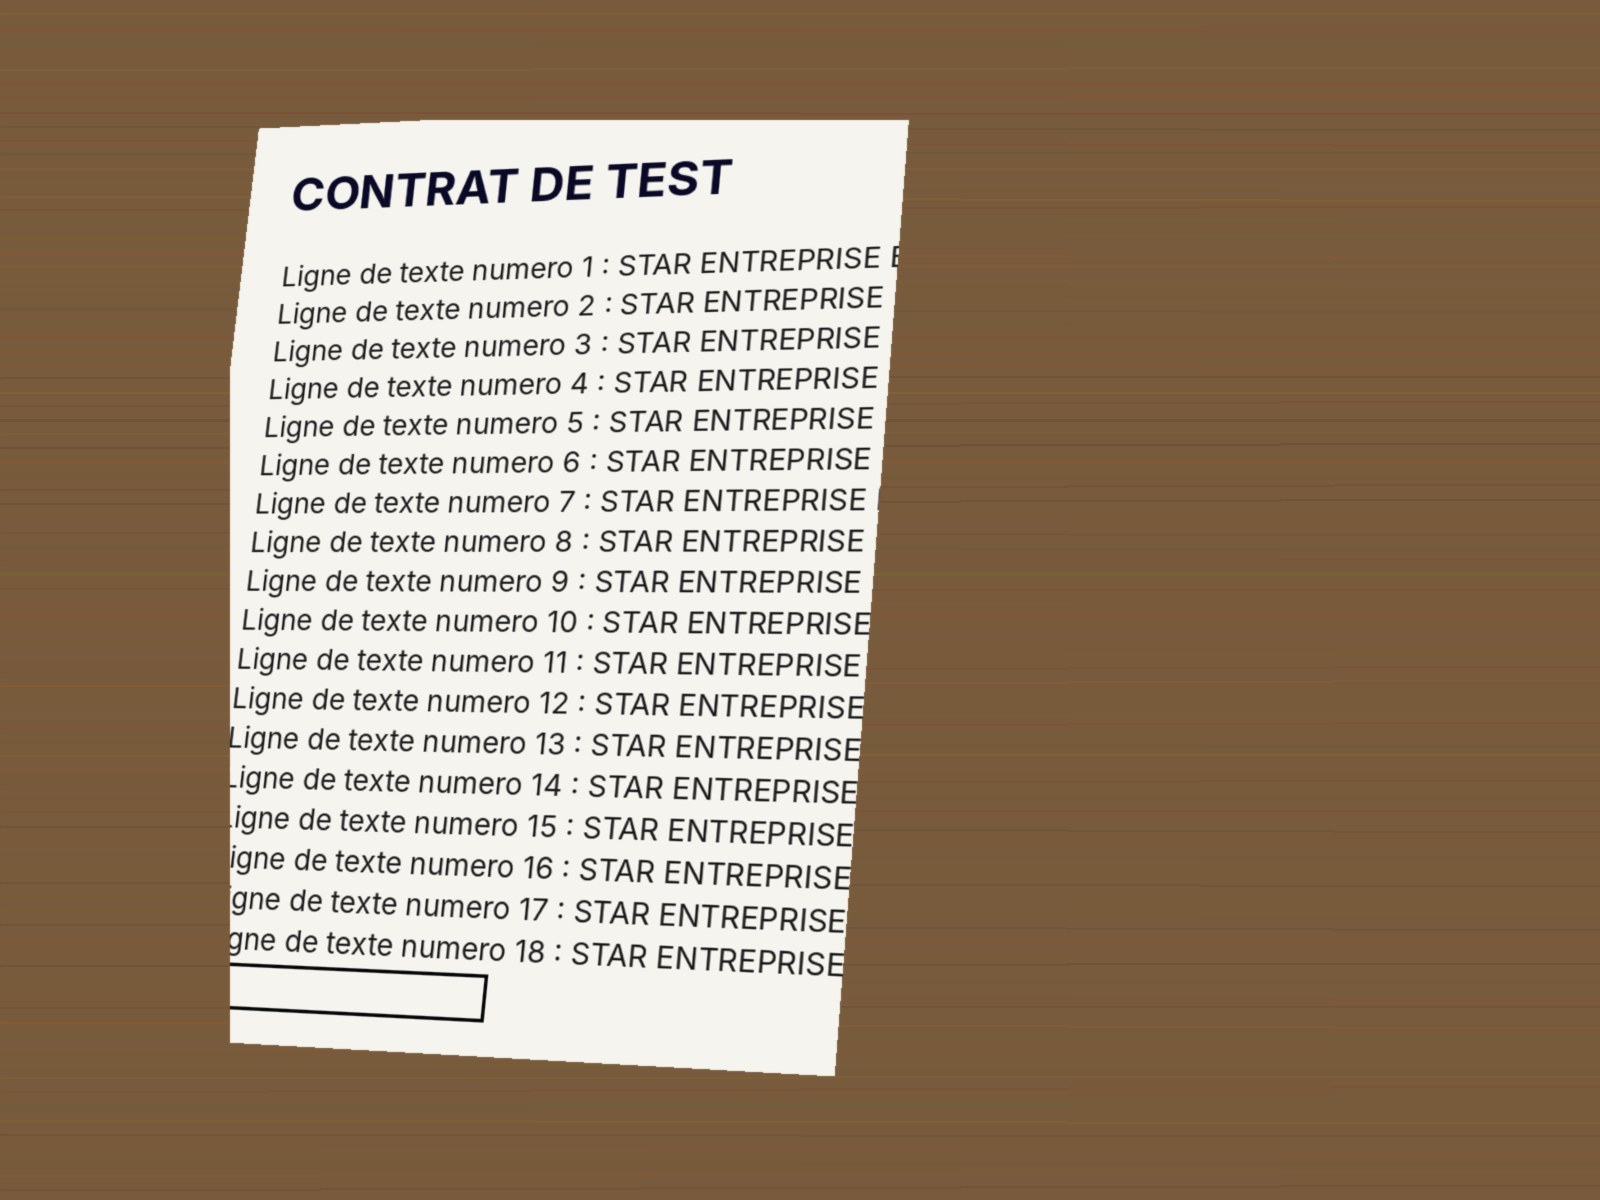 CONTRAT DE TEST
Ligne de texte numero 1 : STAR ENTREPRISE
Ligne de texte numero 2 : STAR ENTREPRISE
Ligne de texte numero 3 : STAR ENTREPRISE
Ligne de texte numero 4 : STAR ENTREPRISE
Ligne de texte numero 5 : STAR ENTREPRISE
Ligne de texte numero 6 : STAR ENTREPRISE
Ligne de texte numero 7 : STAR ENTREPRISE
Ligne de texte numero 8 : STAR ENTREPRISE
Ligne de texte numero 9 : STAR ENTREPRISE
Ligne de texte numero 10 : STAR ENTREPRISE
Ligne de texte numero 11 : STAR ENTREPRISE
Ligne de texte numero 12 : STAR ENTREPRISE
Ligne de texte numero 13 : STAR ENTREPRISE
Ligne de texte numero 14 : STAR ENTREPRISE
igne de texte numero 15 : STAR ENTREPRISE
igne de texte numero 16 : STAR ENTREPRISE
gne de texte numero 17 : STAR ENTREPRISE
gne de texte numero 18 : STAR ENTREPRISE